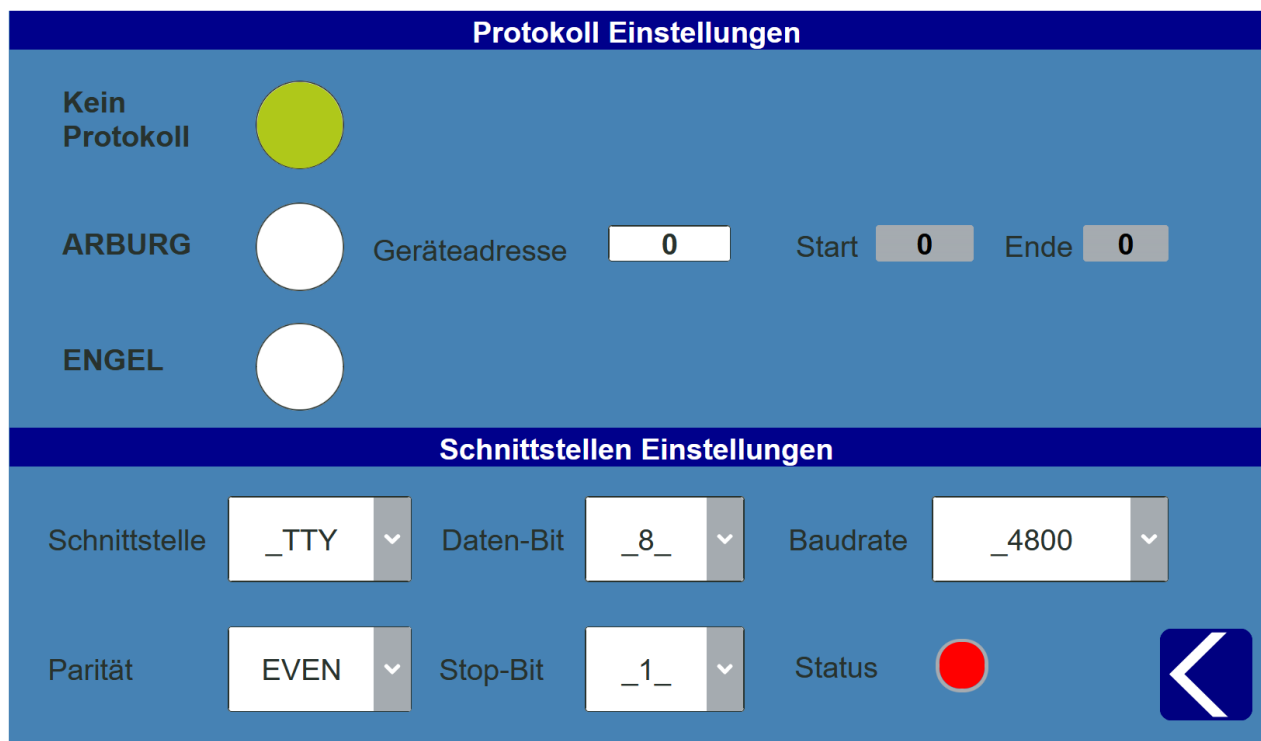 Protokoll Einstellungen
Kein
Protokoll
ARBURG
Geräteadresse 0 Start 0 Ende 0
ENGEL
Schnittstellen Einstellungen
Schnittstelle _TTY Daten-Bit _8_ Baudrate _4800
Parität EVEN Stop-Bit _1_ Status